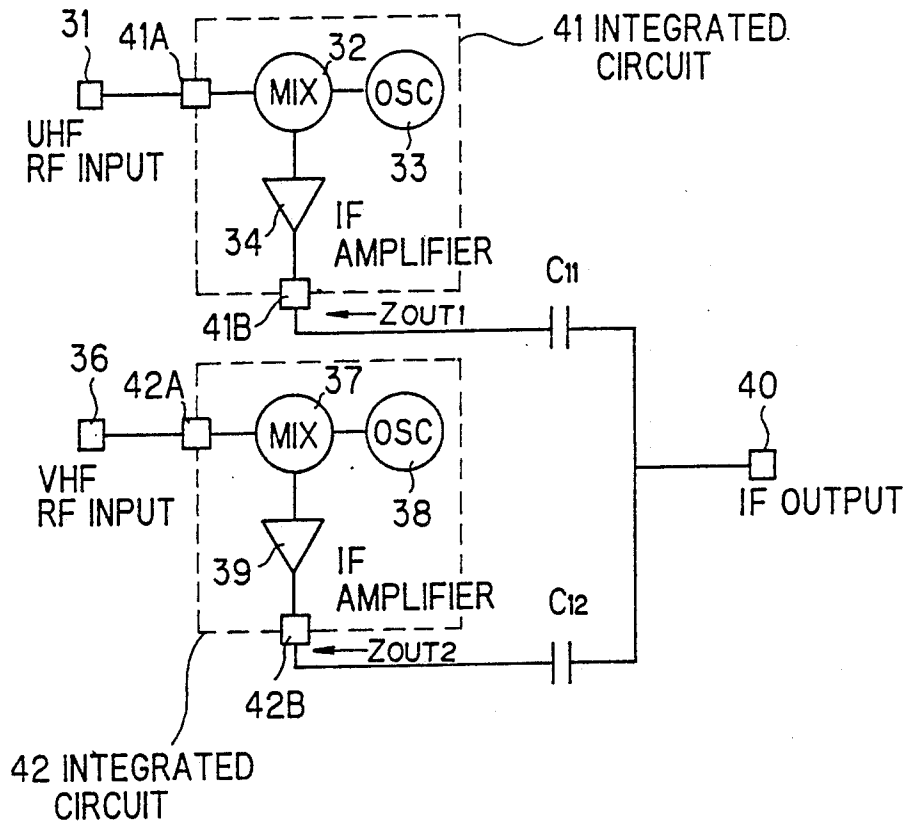 31
41A
32
MIX
OSC
33
41 INTEGRATED
CIRCUIT
UHF
RF INPUT
34
IF
AMPLIFIER
41B
ZOUT1
C11
36
42A
37
MIX
OSC
38
VHF
RF INPUT
39
IF
AMPLIFIER
40
IF OUTPUT
C12
42B
ZOUT2
42 INTEGRATED
CIRCUIT